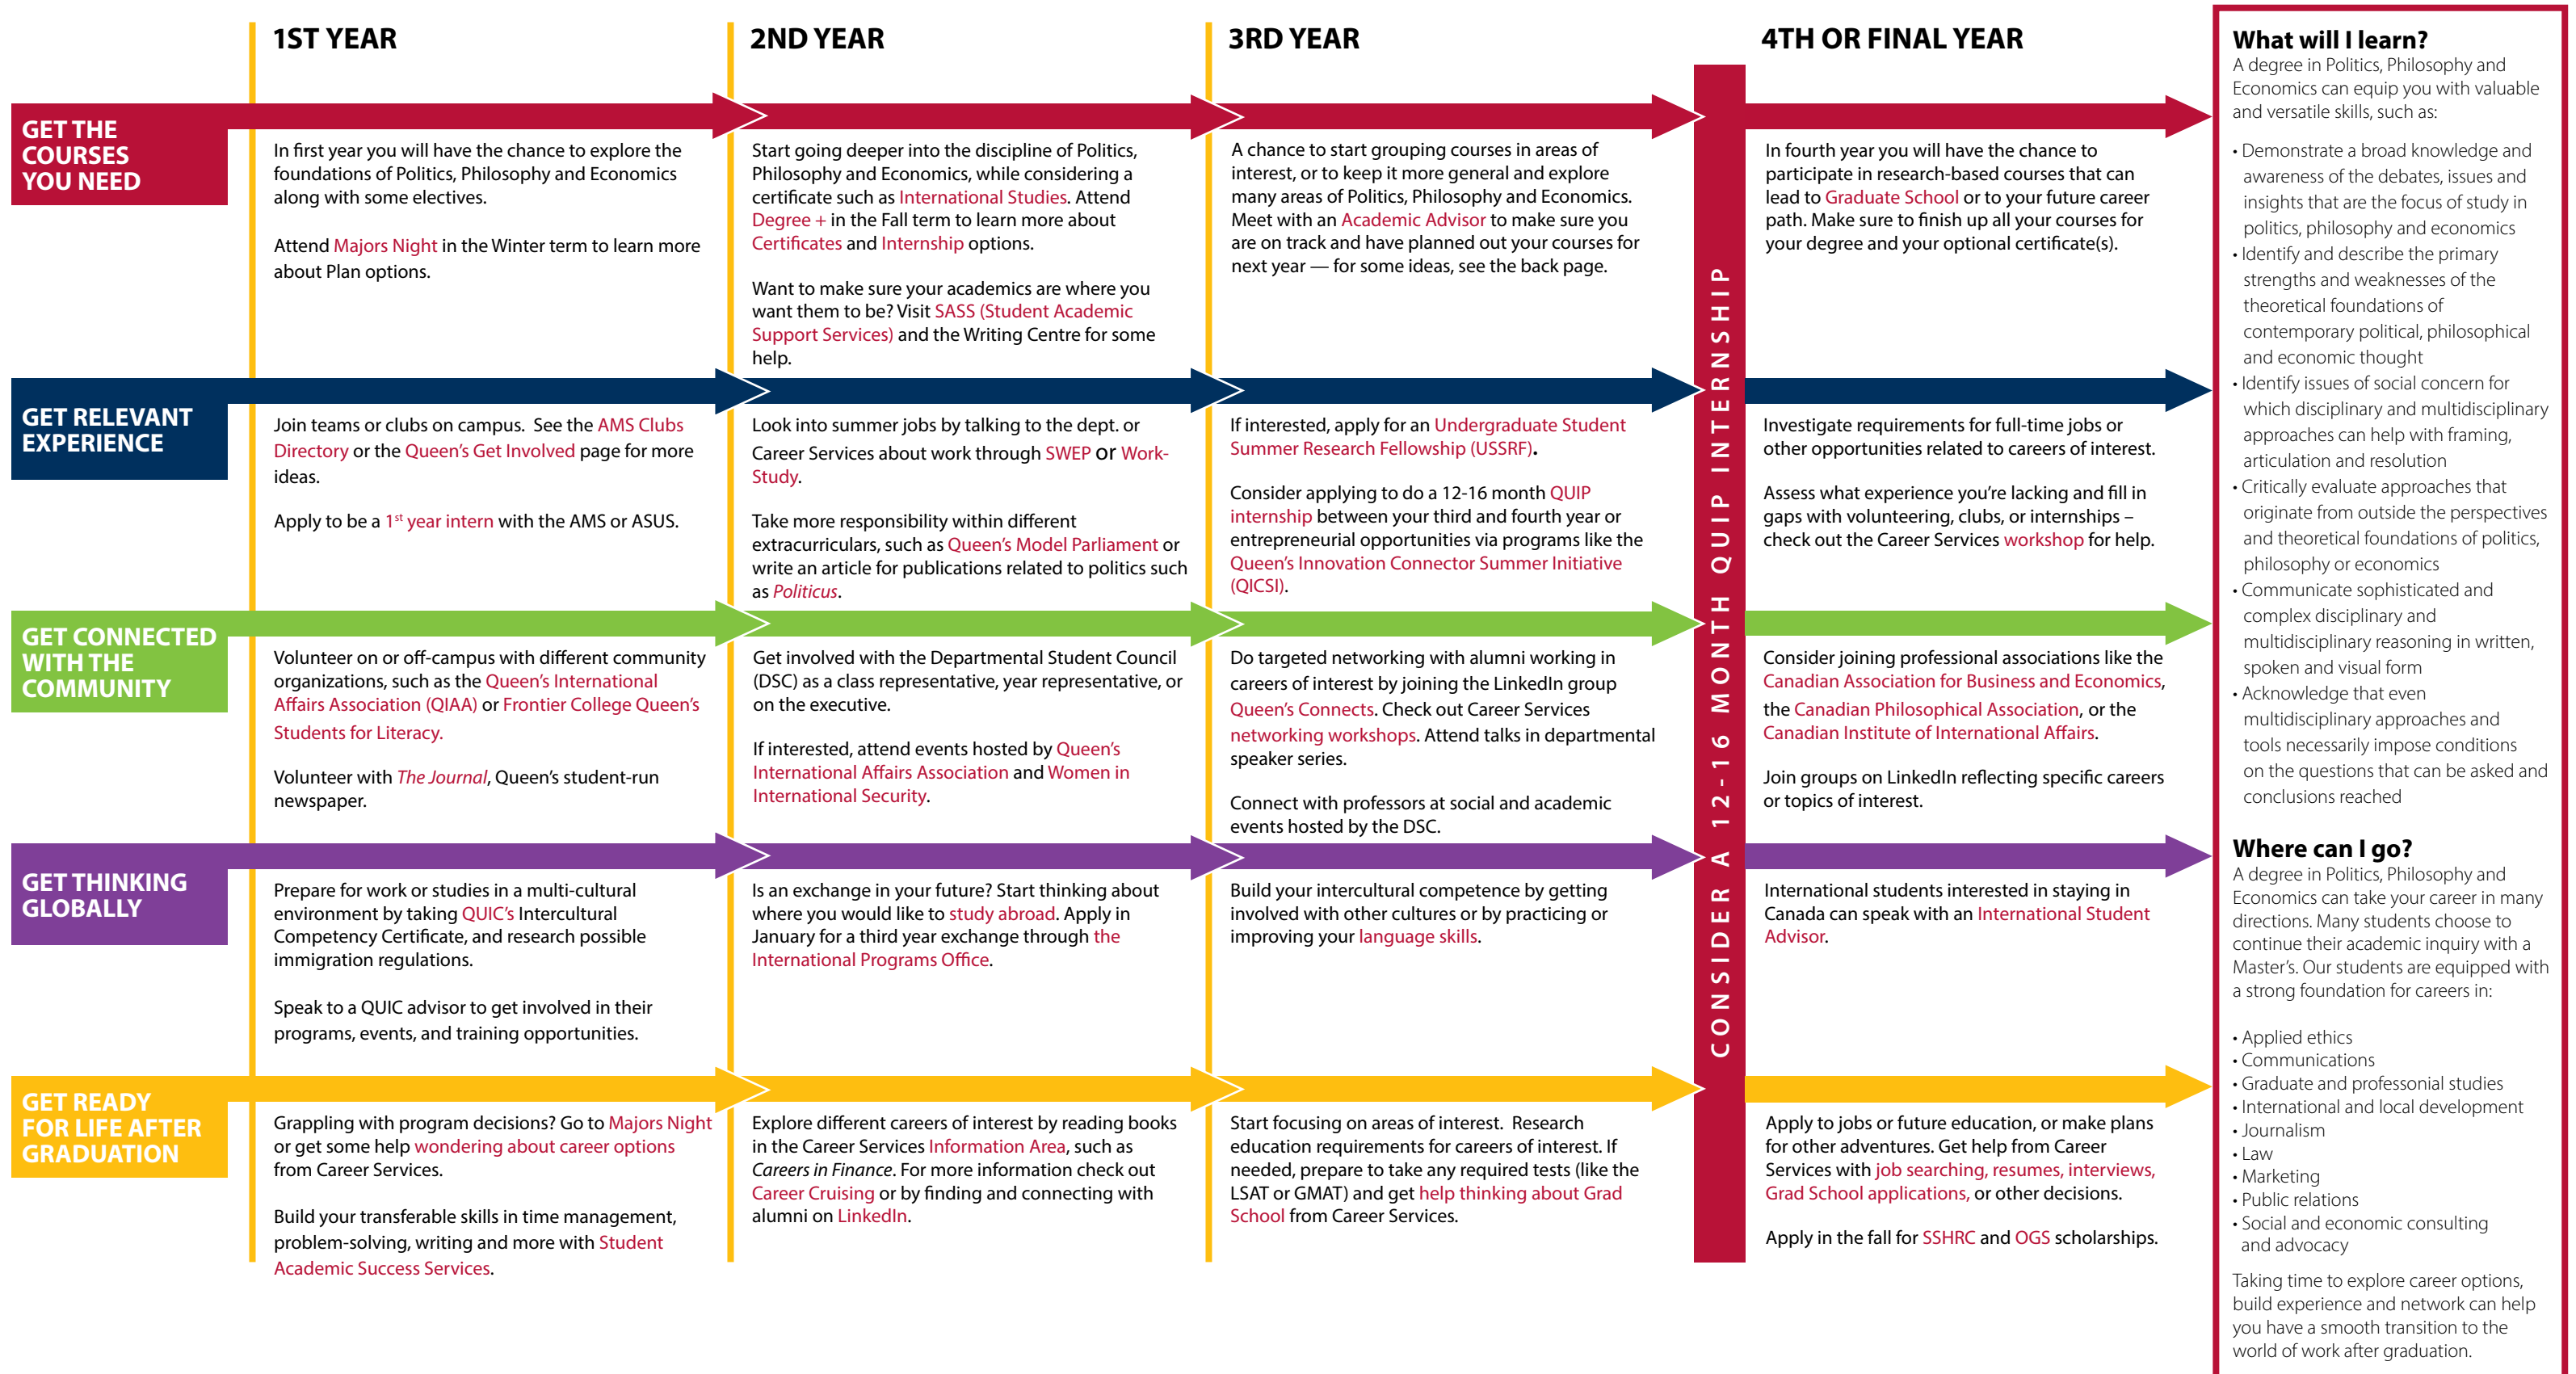 1ST YEAR
2ND YEAR
3RD YEAR
4TH OR FINAL YEAR
GET THE
COURSES
YOU NEED
In first year you will have the chance to explore the
foundations of Politics, Philosophy and Economics
along with some electives.
Attend Majors Night in the Winter term to learn more
about Plan options.
Start going deeper into the discipline of Politics,
Philosophy and Economics, while considering a
certificate such as International Studies. Attend
Degree + in the Fall term to learn more about
Certificates and Internship options.
Want to make sure your academics are where you
want them to be? Visit SASS (Student Academic
Support Services) and the Writing Centre for some
help.
A chance to start grouping courses in areas of
interest, or to keep it more general and explore
many areas of Politics, Philosophy and Economics.
Meet with an Academic Advisor to make sure you
are on track and have planned out your courses for
next year — for some ideas, see the back page.
In fourth year you will have the chance to
participate in research-based courses that can
lead to Graduate School or to your future career
path. Make sure to finish up all your courses for
your degree and your optional certificate(s).
GET RELEVANT
EXPERIENCE
Join teams or clubs on campus.  See the AMS Clubs
Directory or the Queen's Get Involved page for more
ideas.
Apply to be a 1st year intern with the AMS or ASUS.
Look into summer jobs by talking to the dept. or
Career Services about work through SWEP or Work-
Study.
Take more responsibility within different
extracurriculars, such as Queen's Model Parliament or
write an article for publications related to politics such
as Politicus.
If interested, apply for an Undergraduate Student
Summer Research Fellowship (USSRF).
Consider applying to do a 12-16 month QUIP
internship between your third and fourth year or
entrepreneurial opportunities via programs like the
Queen's Innovation Connector Summer Initiative
(QICSI).
Investigate requirements for full-time jobs or
other opportunities related to careers of interest.
Assess what experience you're lacking and fill in
gaps with volunteering, clubs, or internships –
check out the Career Services workshop for help.
GET CONNECTED
WITH THE
COMMUNITY
Volunteer on or off-campus with different community
organizations, such as the Queen's International
Affairs Association (QIAA) or Frontier College Queen's
Students for Literacy.
Volunteer with The Journal, Queen's student-run
newspaper.
Get involved with the Departmental Student Council
(DSC) as a class representative, year representative, or
on the executive.
If interested, attend events hosted by Queen's
International Affairs Association and Women in
International Security.
Do targeted networking with alumni working in
careers of interest by joining the LinkedIn group
Queen's Connects. Check out Career Services
networking workshops. Attend talks in departmental
speaker series.
Connect with professors at social and academic
events hosted by the DSC.
Consider joining professional associations like the
Canadian Association for Business and Economics,
the Canadian Philosophical Association, or the
Canadian Institute of International Affairs.
Join groups on LinkedIn reflecting specific careers
or topics of interest.
GET THINKING
GLOBALLY
Prepare for work or studies in a multi-cultural
environment by taking QUIC's Intercultural
Competency Certificate, and research possible
immigration regulations.
Speak to a QUIC advisor to get involved in their
programs, events, and training opportunities.
Is an exchange in your future? Start thinking about
where you would like to study abroad. Apply in
January for a third year exchange through the
International Programs Office.
Build your intercultural competence by getting
involved with other cultures or by practicing or
improving your language skills.
International students interested in staying in
Canada can speak with an International Student
Advisor.
GET READY
FOR LIFE AFTER
GRADUATION
Grappling with program decisions? Go to Majors Night
or get some help wondering about career options
from Career Services.
Build your transferable skills in time management,
problem-solving, writing and more with Student
Academic Success Services.
Explore different careers of interest by reading books
in the Career Services Information Area, such as
Careers in Finance. For more information check out
Career Cruising or by finding and connecting with
alumni on LinkedIn.
Start focusing on areas of interest.  Research
education requirements for careers of interest. If
needed, prepare to take any required tests (like the
LSAT or GMAT) and get help thinking about Grad
School from Career Services.
Apply to jobs or future education, or make plans
for other adventures. Get help from Career
Services with job searching, resumes, interviews,
Grad School applications, or other decisions.
Apply in the fall for SSHRC and OGS scholarships.
CONSIDER A 12-16 MONTH QUIP INTERNSHIP
What will I learn?
A degree in Politics, Philosophy and
Economics can equip you with valuable
and versatile skills, such as:
• Demonstrate a broad knowledge and
awareness of the debates, issues and
insights that are the focus of study in
politics, philosophy and economics
• Identify and describe the primary
strengths and weaknesses of the
theoretical foundations of
contemporary political, philosophical
and economic thought
• Identify issues of social concern for
which disciplinary and multidisciplinary
approaches can help with framing,
articulation and resolution
• Critically evaluate approaches that
originate from outside the perspectives
and theoretical foundations of politics,
philosophy or economics
• Communicate sophisticated and
complex disciplinary and
multidisciplinary reasoning in written,
spoken and visual form
• Acknowledge that even
multidisciplinary approaches and
tools necessarily impose conditions
on the questions that can be asked and
conclusions reached
Where can I go?
A degree in Politics, Philosophy and
Economics can take your career in many
directions. Many students choose to
continue their academic inquiry with a
Master's. Our students are equipped with
a strong foundation for careers in:
• Applied ethics
• Communications
• Graduate and professonial studies
• International and local development
• Journalism
• Law
• Marketing
• Public relations
• Social and economic consulting
and advocacy
Taking time to explore career options,
build experience and network can help
you have a smooth transition to the
world of work after graduation.